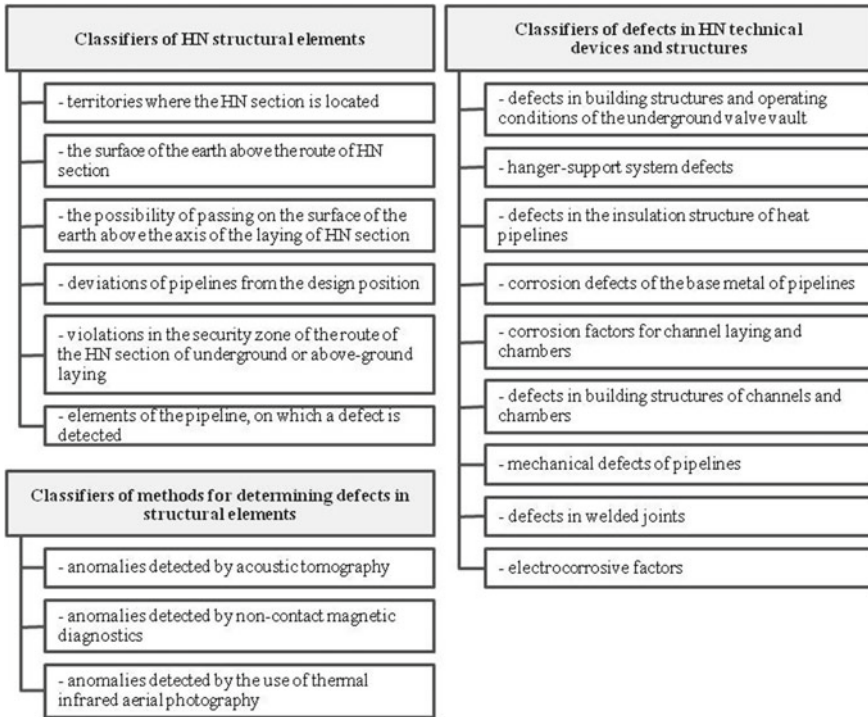 Classifiers of HN structural elements
- territories where the HN section is located
- the surface of the earth above the route of HN
section
- the possibility of passing on the surface of the
earth above the axis of the laying of HN section
- deviations of pipelines from the design position
- violations in the security zone of the route of
the HN section of underground or above-ground
laying
- elements of the pipeline, on which a defect is
detected
Classifiers of methods for determining defects in
structural elements
- anomalies detected by acoustic tomography
- anomalies detected by non-contact magnetic
diagnostics
- anomalies detected by the use of thermal
infrared aerial photography
Classifiers of defects in HN technical
devices and structures
- defects in building structures and operating
conditions of the underground valve vault
- hanger-support system defects
- defects in the insulation structure of heat
pipelines
- corrosion defects of the base metal of pipelines
- corrosion factors for channel laying and
chambers
- defects in building structures of channels and
chambers
- mechanical defects of pipelines
- defects in welded joints
- electrocorrosive factors